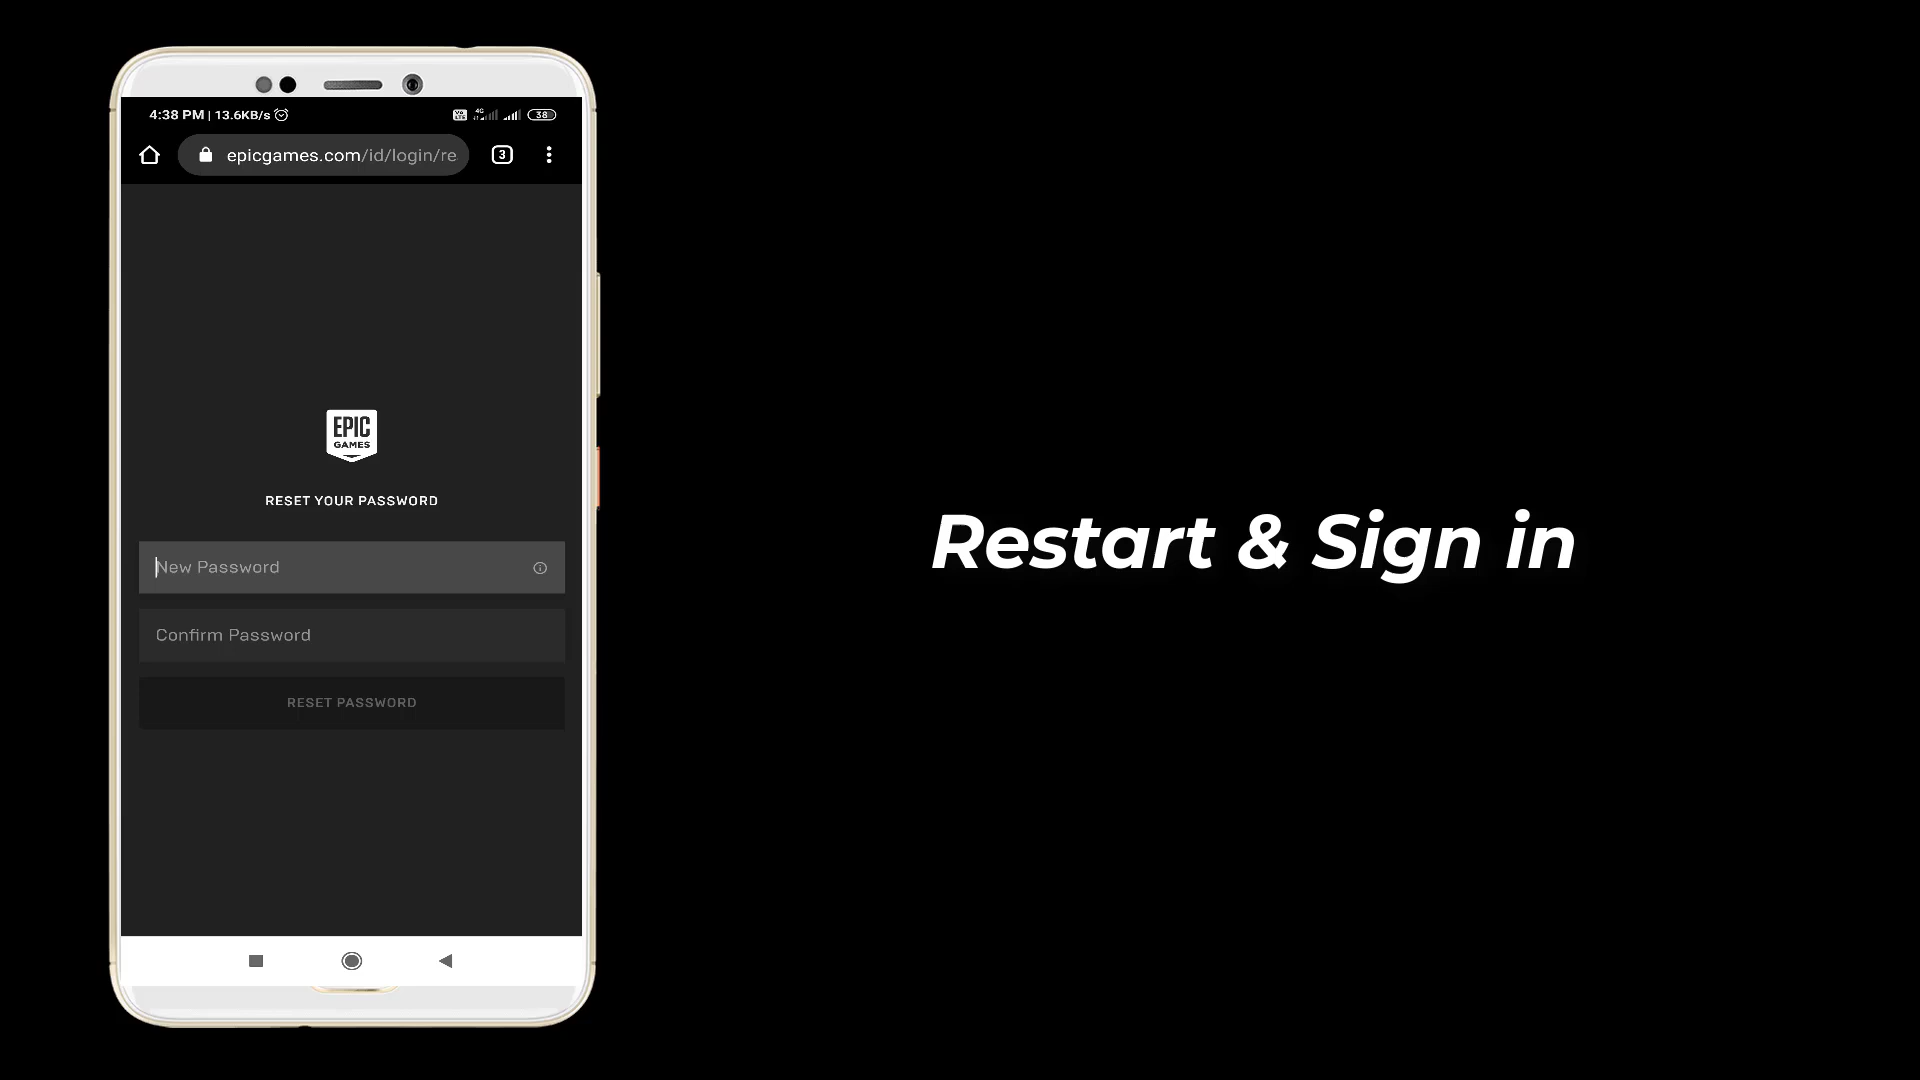 4:38 PM | 13.6KB/s 4G 38
epicgames.com/id/login/re 3
EPIC
GAMES
RESET YOUR PASSWORD
New Password
Confirm Password
RESET PASSWORD
Restart & Sign in